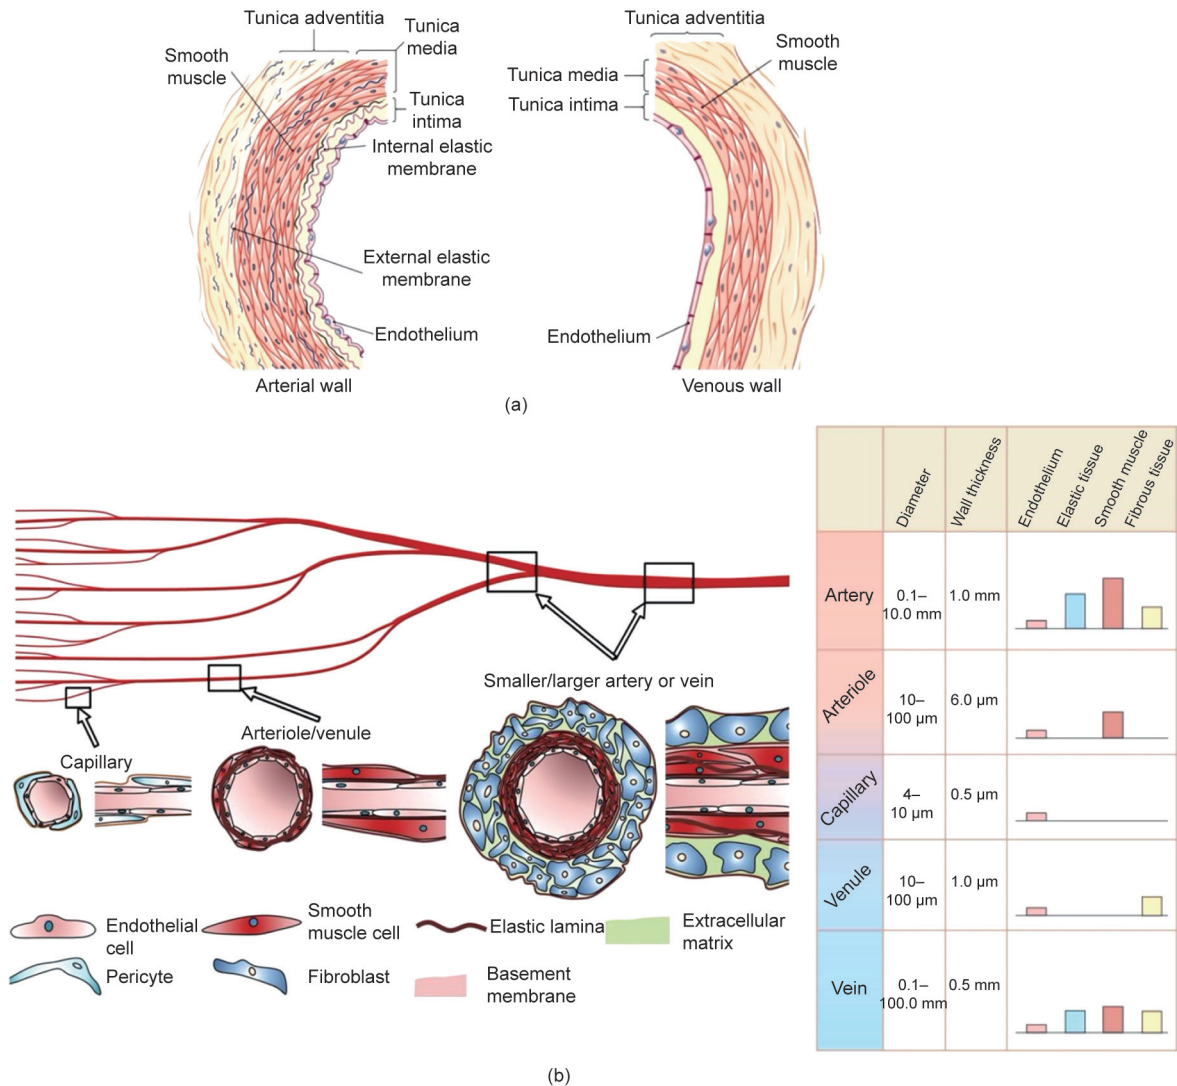 Tunica adventitia
Tunica
media
Smooth
muscle
Tunica
intima
Internal elastic
membrane
External elastic
membrane
Endothelium
Arterial wall
Tunica adventitia
Smooth
muscle
Tunica media
Tunica intima
Endothelium
Venous wall
(a)
Capillary
Arteriole/venule
Smaller/larger artery or vein
Endothelial
cell
Smooth
muscle cell
Elastic lamina
Extracellular
matrix
Pericyte
Fibroblast
Basement
membrane
Diameter
Wall thickness
Endothelium
Elastic tissue
Smooth muscle
Fibrous tissue
Artery
0.1–
10.0 mm
1.0 mm
Arteriole
10–
100 μm
6.0 μm
Capillary
4–
10 μm
0.5 μm
Venule
10–
100 μm
1.0 μm
Vein
0.1–
100.0 mm
0.5 mm
(b)